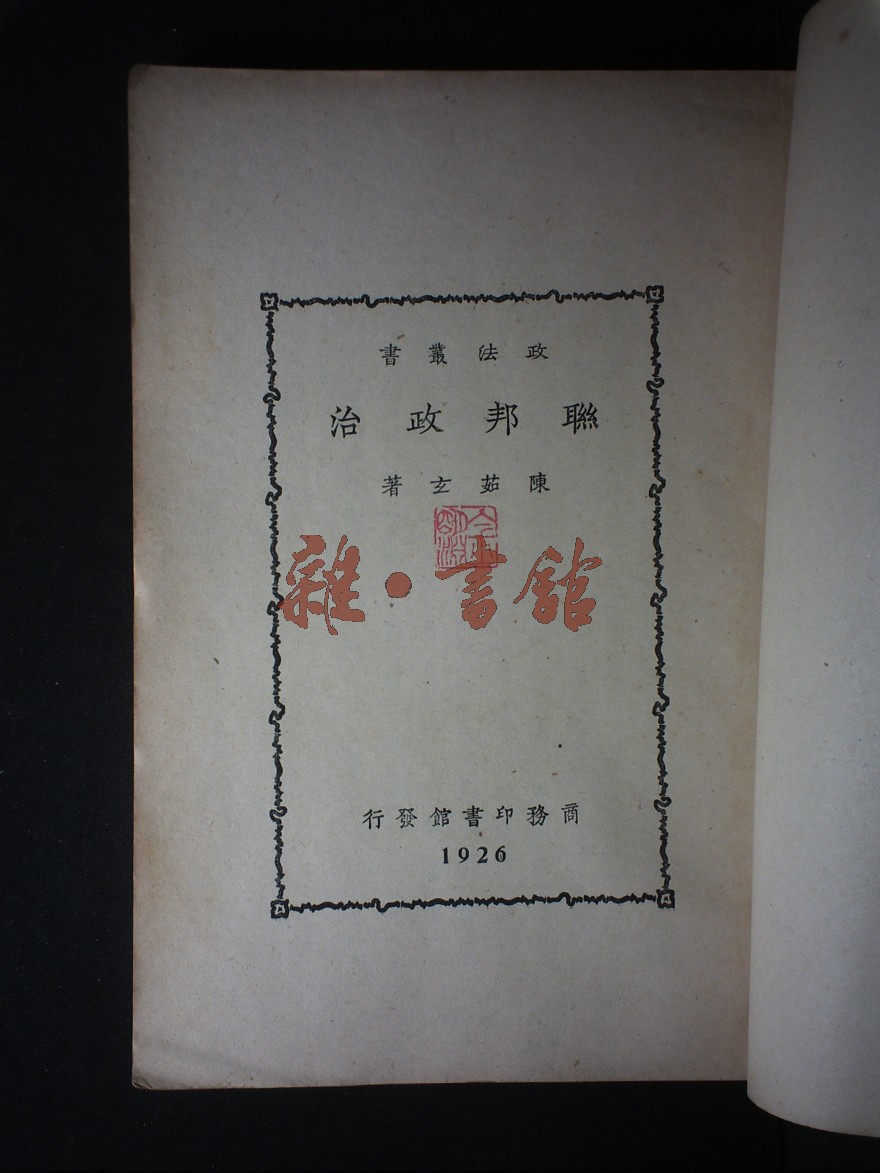 政法叢書
聯邦政治
陳茹玄著
雜·書館
商務印書館發行
1926